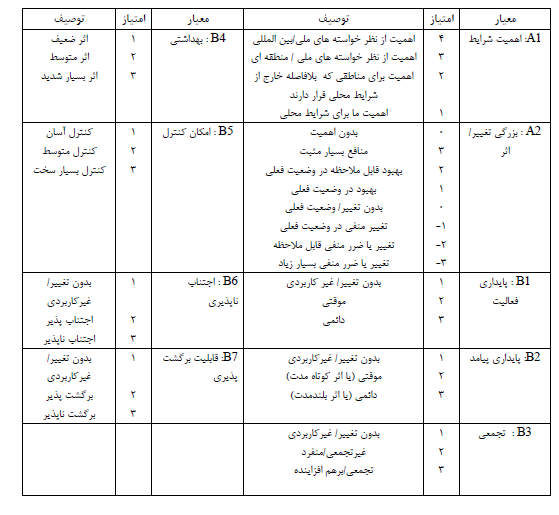 معیار امتیاز توصیف معیار امتیاز توصیف
A1: اهمیت شرایط ۴ اهمیت از نظر خواسته های ملی/بین المللی B4 : بهداشتی ۱ اثر ضعیف
۳ اهمیت از نظر خواسته های ملی / منطقه ای ۲ اثر متوسط
۲ اهمیت برای مناطقی که بلافاصله خارج از ۳ اثر بسیار شدید
شرایط محلی قرار دارند
۱ اهمیت ما برای شرایط محلی
A2 : بزرگی تغییر/ ۰ بدون اهمیت B5 : امکان کنترل ۱ کنترل آسان
اثر ۳ منافع بسیار مثبت ۲ کنترل متوسط
۲ بهبود قابل ملاحظه در وضعیت فعلی ۳ کنترل بسیار سخت
۱ بهبود در وضعیت فعلی
۰ بدون تغییر/ وضعیت فعلی
-۱ تغییر منفی در وضعیت فعلی
-۲ تغییر یا ضرر منفی قابل ملاحظه
-۳ تغییر یا ضرر منفی بسیار زیاد
B1 : پایداری ۱ بدون تغییر/ غیر کاربردی B6 : اجتناب ۱ بدون تغییر/
فعالیت ۲ موقتی ناپذیری غیرکاربردی
۳ دائمی ۲ اجتناب پذیر
۳ اجتناب ناپذیر
B2: پایداری پیامد ۱ بدون تغییر/ غیرکاربردی B7: قابلیت برگشت ۱ بدون تغییر/
۲ موقتی (یا اثر کوتاه مدت) پذیری غیرکاربردی
۳ دائمی (یا اثر بلندمدت) ۲ برگشت پذیر
۳ برگشت ناپذیر
B3 : تجمعی ۱ بدون تغییر/ غیرکاربردی
۲ غیرتجمعی/منفرد
۳ تجمعی/برهم افزاینده